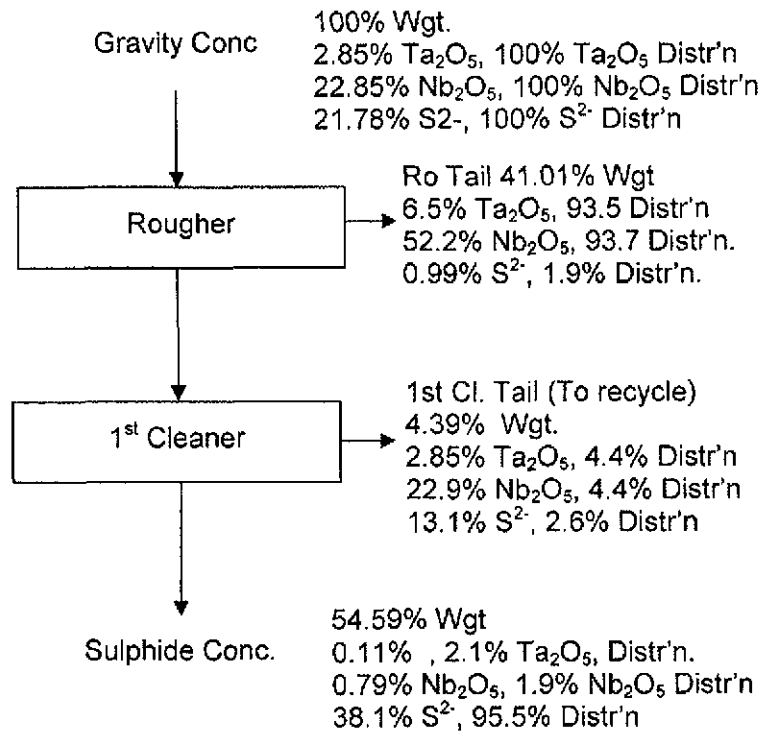 Gravity Conc
100% Wgt.
2.85% Ta₂O₅, 100% Ta₂O₅ Distr'n
22.85% Nb₂O₅, 100% Nb₂O₅ Distr'n
21.78% S2-, 100% S²⁻ Distr'n
Rougher
Ro Tail 41.01% Wgt
6.5% Ta₂O₅, 93.5 Distr'n
52.2% Nb₂O₅, 93.7 Distr'n.
0.99% S²⁻, 1.9% Distr'n.
1st Cleaner
1st Cl. Tail (To recycle)
4.39% Wgt.
2.85% Ta₂O₅, 4.4% Distr'n
22.9% Nb₂O₅, 4.4% Distr'n
13.1% S²⁻, 2.6% Distr'n
Sulphide Conc.
54.59% Wgt
0.11% , 2.1% Ta₂O₅, Distr'n.
0.79% Nb₂O₅, 1.9% Nb₂O₅ Distr'n
38.1% S²⁻, 95.5% Distr'n